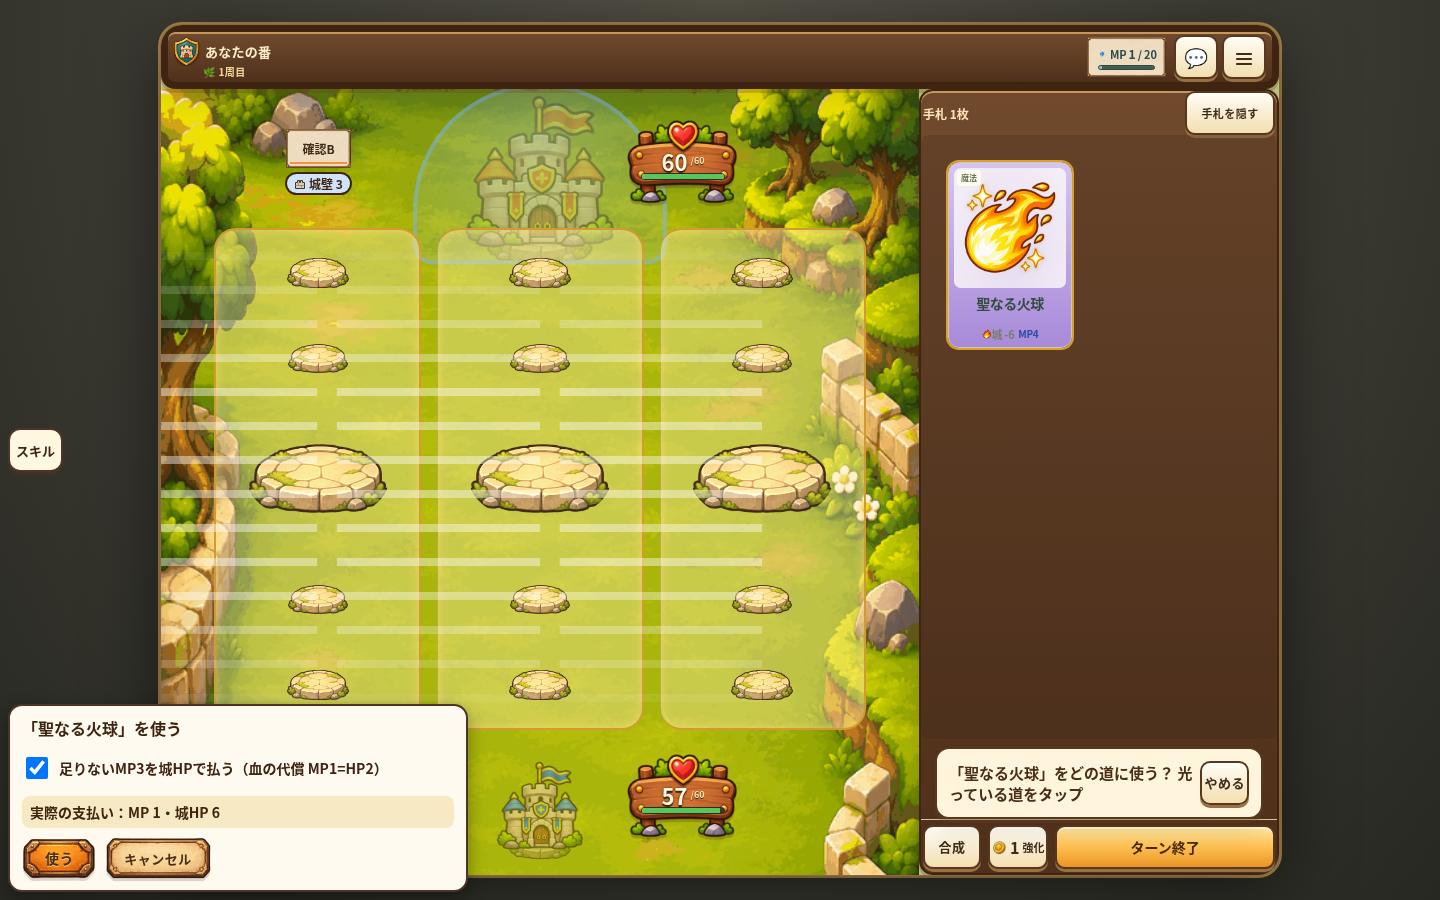 あなたの番
1周目
MP 1 / 20
手札 1枚
手札を隠す
確認B
城壁 3
60 /60
魔法
聖なる火球
城 -6 MP4
スキル
「聖なる火球」を使う
足りないMP3を城HPで払う（血の代償 MP1=HP2）
実際の支払い：MP 1・城HP 6
使う
キャンセル
57 /60
「聖なる火球」をどの道に使う？ 光
っている道をタップ
やめる
合成
1 強化
ターン終了